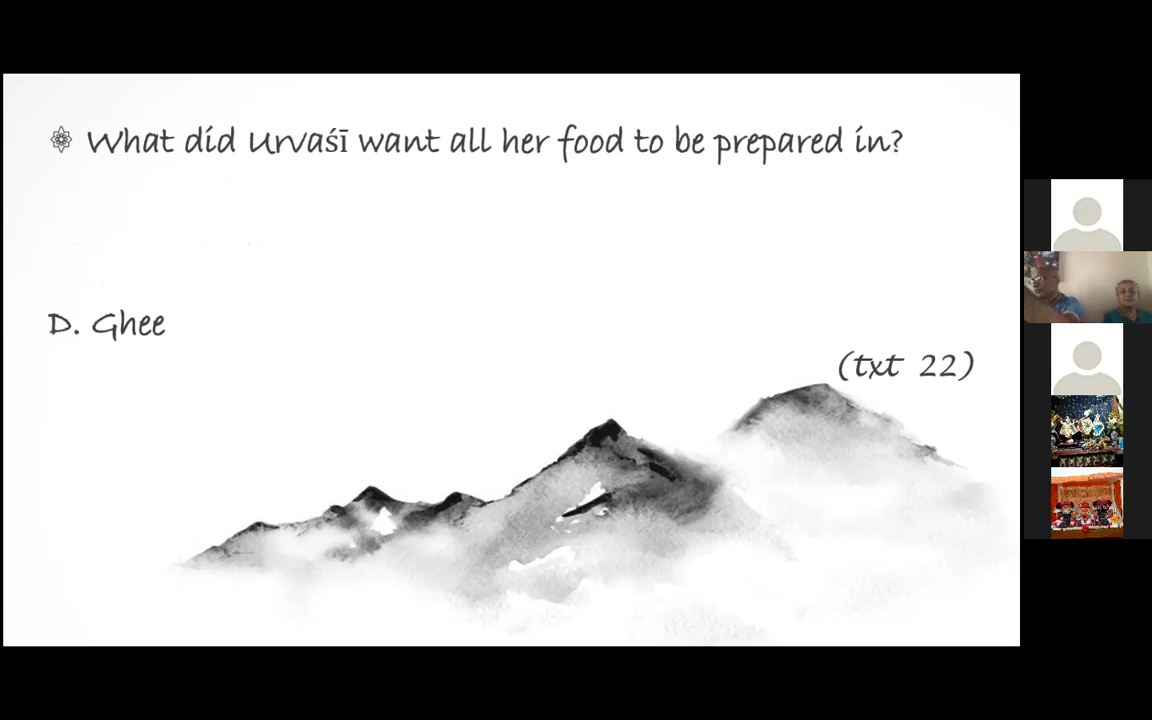 What did Urvaśī want all her food to be prepared in?
D. Ghee
(txt 22)